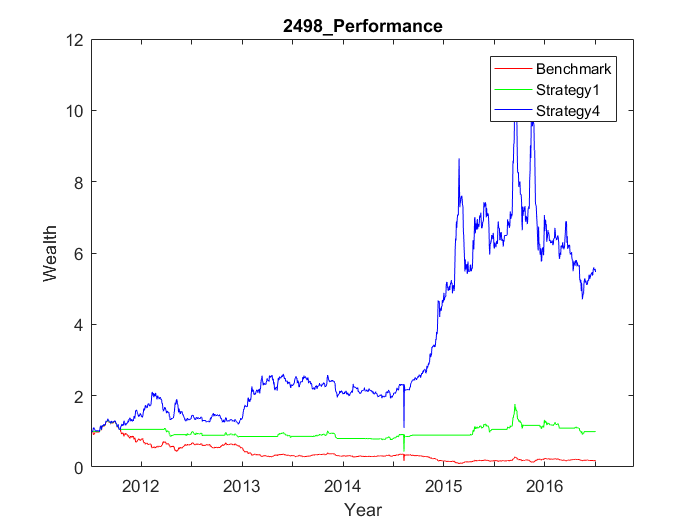 2498_Performance
12
10
8
6
4
2
0
Wealth
Benchmark
Strategy1
Strategy4
2012 2013 2014 2015 2016
Year